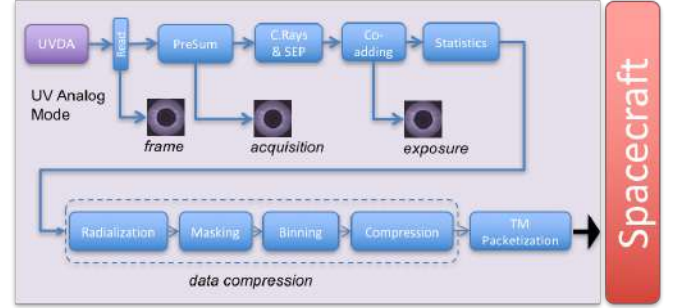 UVDA
Read
PreSum
C.Rays
& SEP
Co-
adding
Statistics
UV Analog
Mode
frame
acquisition
exposure
Radialization
Masking
Binning
Compression
TM
Packetization
data compression
Spacecraft